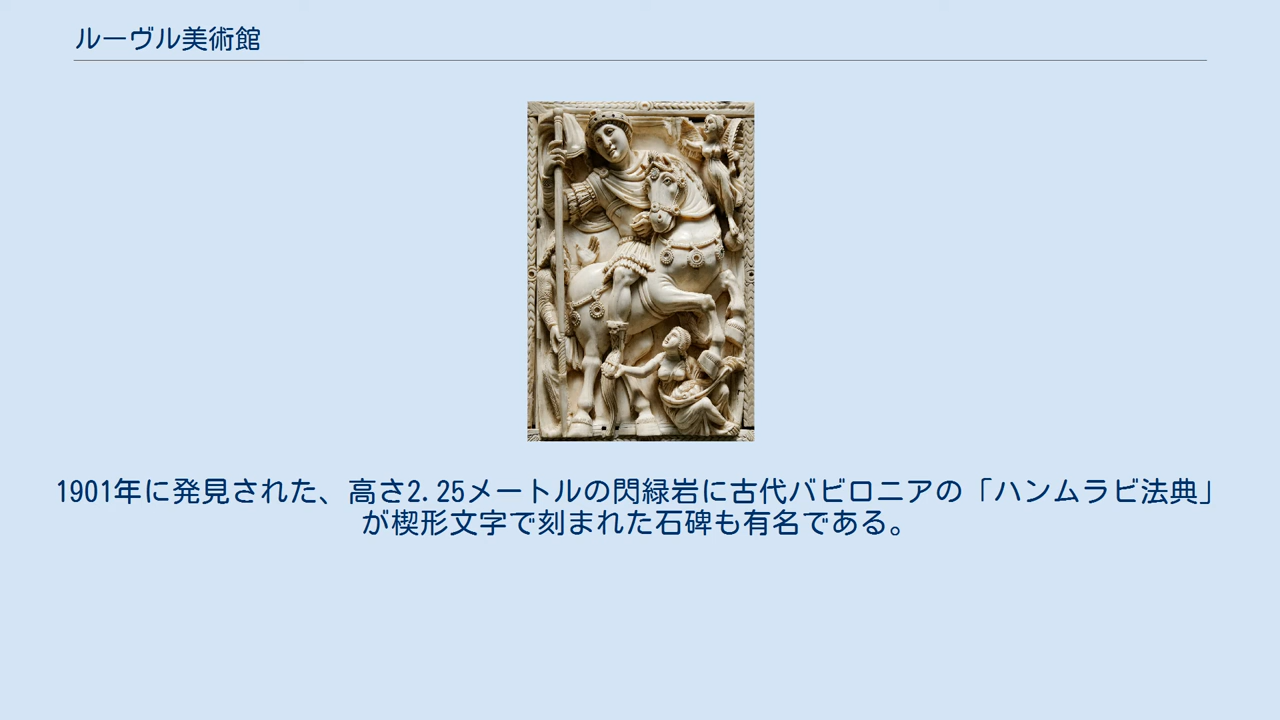 ルーヴル美術館
1901年に発見された、高さ2.25メートルの閃緑岩に古代バビロニアの「ハンムラビ法典」
が楔形文字で刻まれた石碑も有名である。